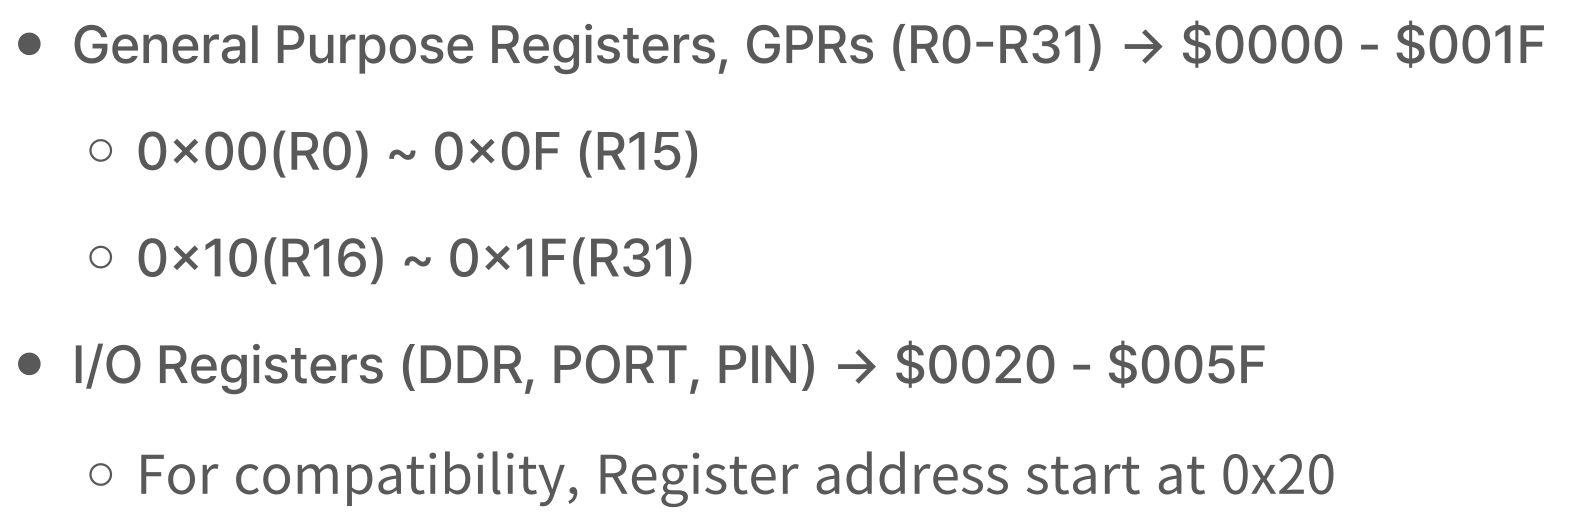 ● General Purpose Registers, GPRs (R0-R31) → $0000 - $001F
○ 0×00(R0) ~ 0×0F (R15)
○ 0×10(R16) ~ 0×1F(R31)
● I/O Registers (DDR, PORT, PIN) → $0020 - $005F
○ For compatibility, Register address start at 0x20